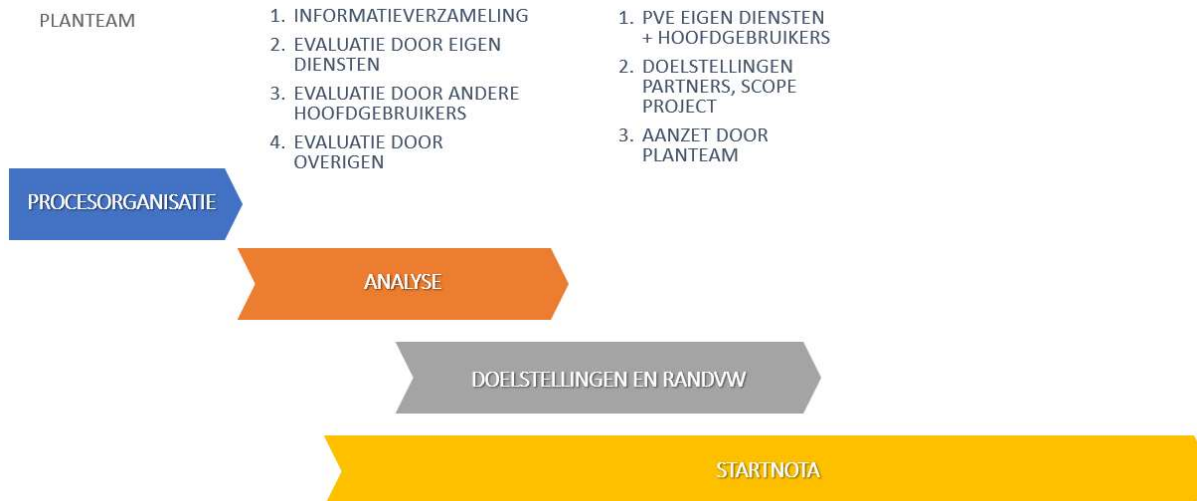 PLANTEAM
1. INFORMATIEVERZAMELING
2. EVALUATIE DOOR EIGEN
DIENSTEN
3. EVALUATIE DOOR ANDERE
HOOFDGEBRUIKERS
4. EVALUATIE DOOR
OVERIGEN
1. PVE EIGEN DIENSTEN
+ HOOFDGEBRUIKERS
2. DOELSTELLINGEN
PARTNERS, SCOPE
PROJECT
3. AANZET DOOR
PLANTEAM
PROCESORGANISATIE
ANALYSE
DOELSTELLINGEN EN RANDVW
STARTNOTA